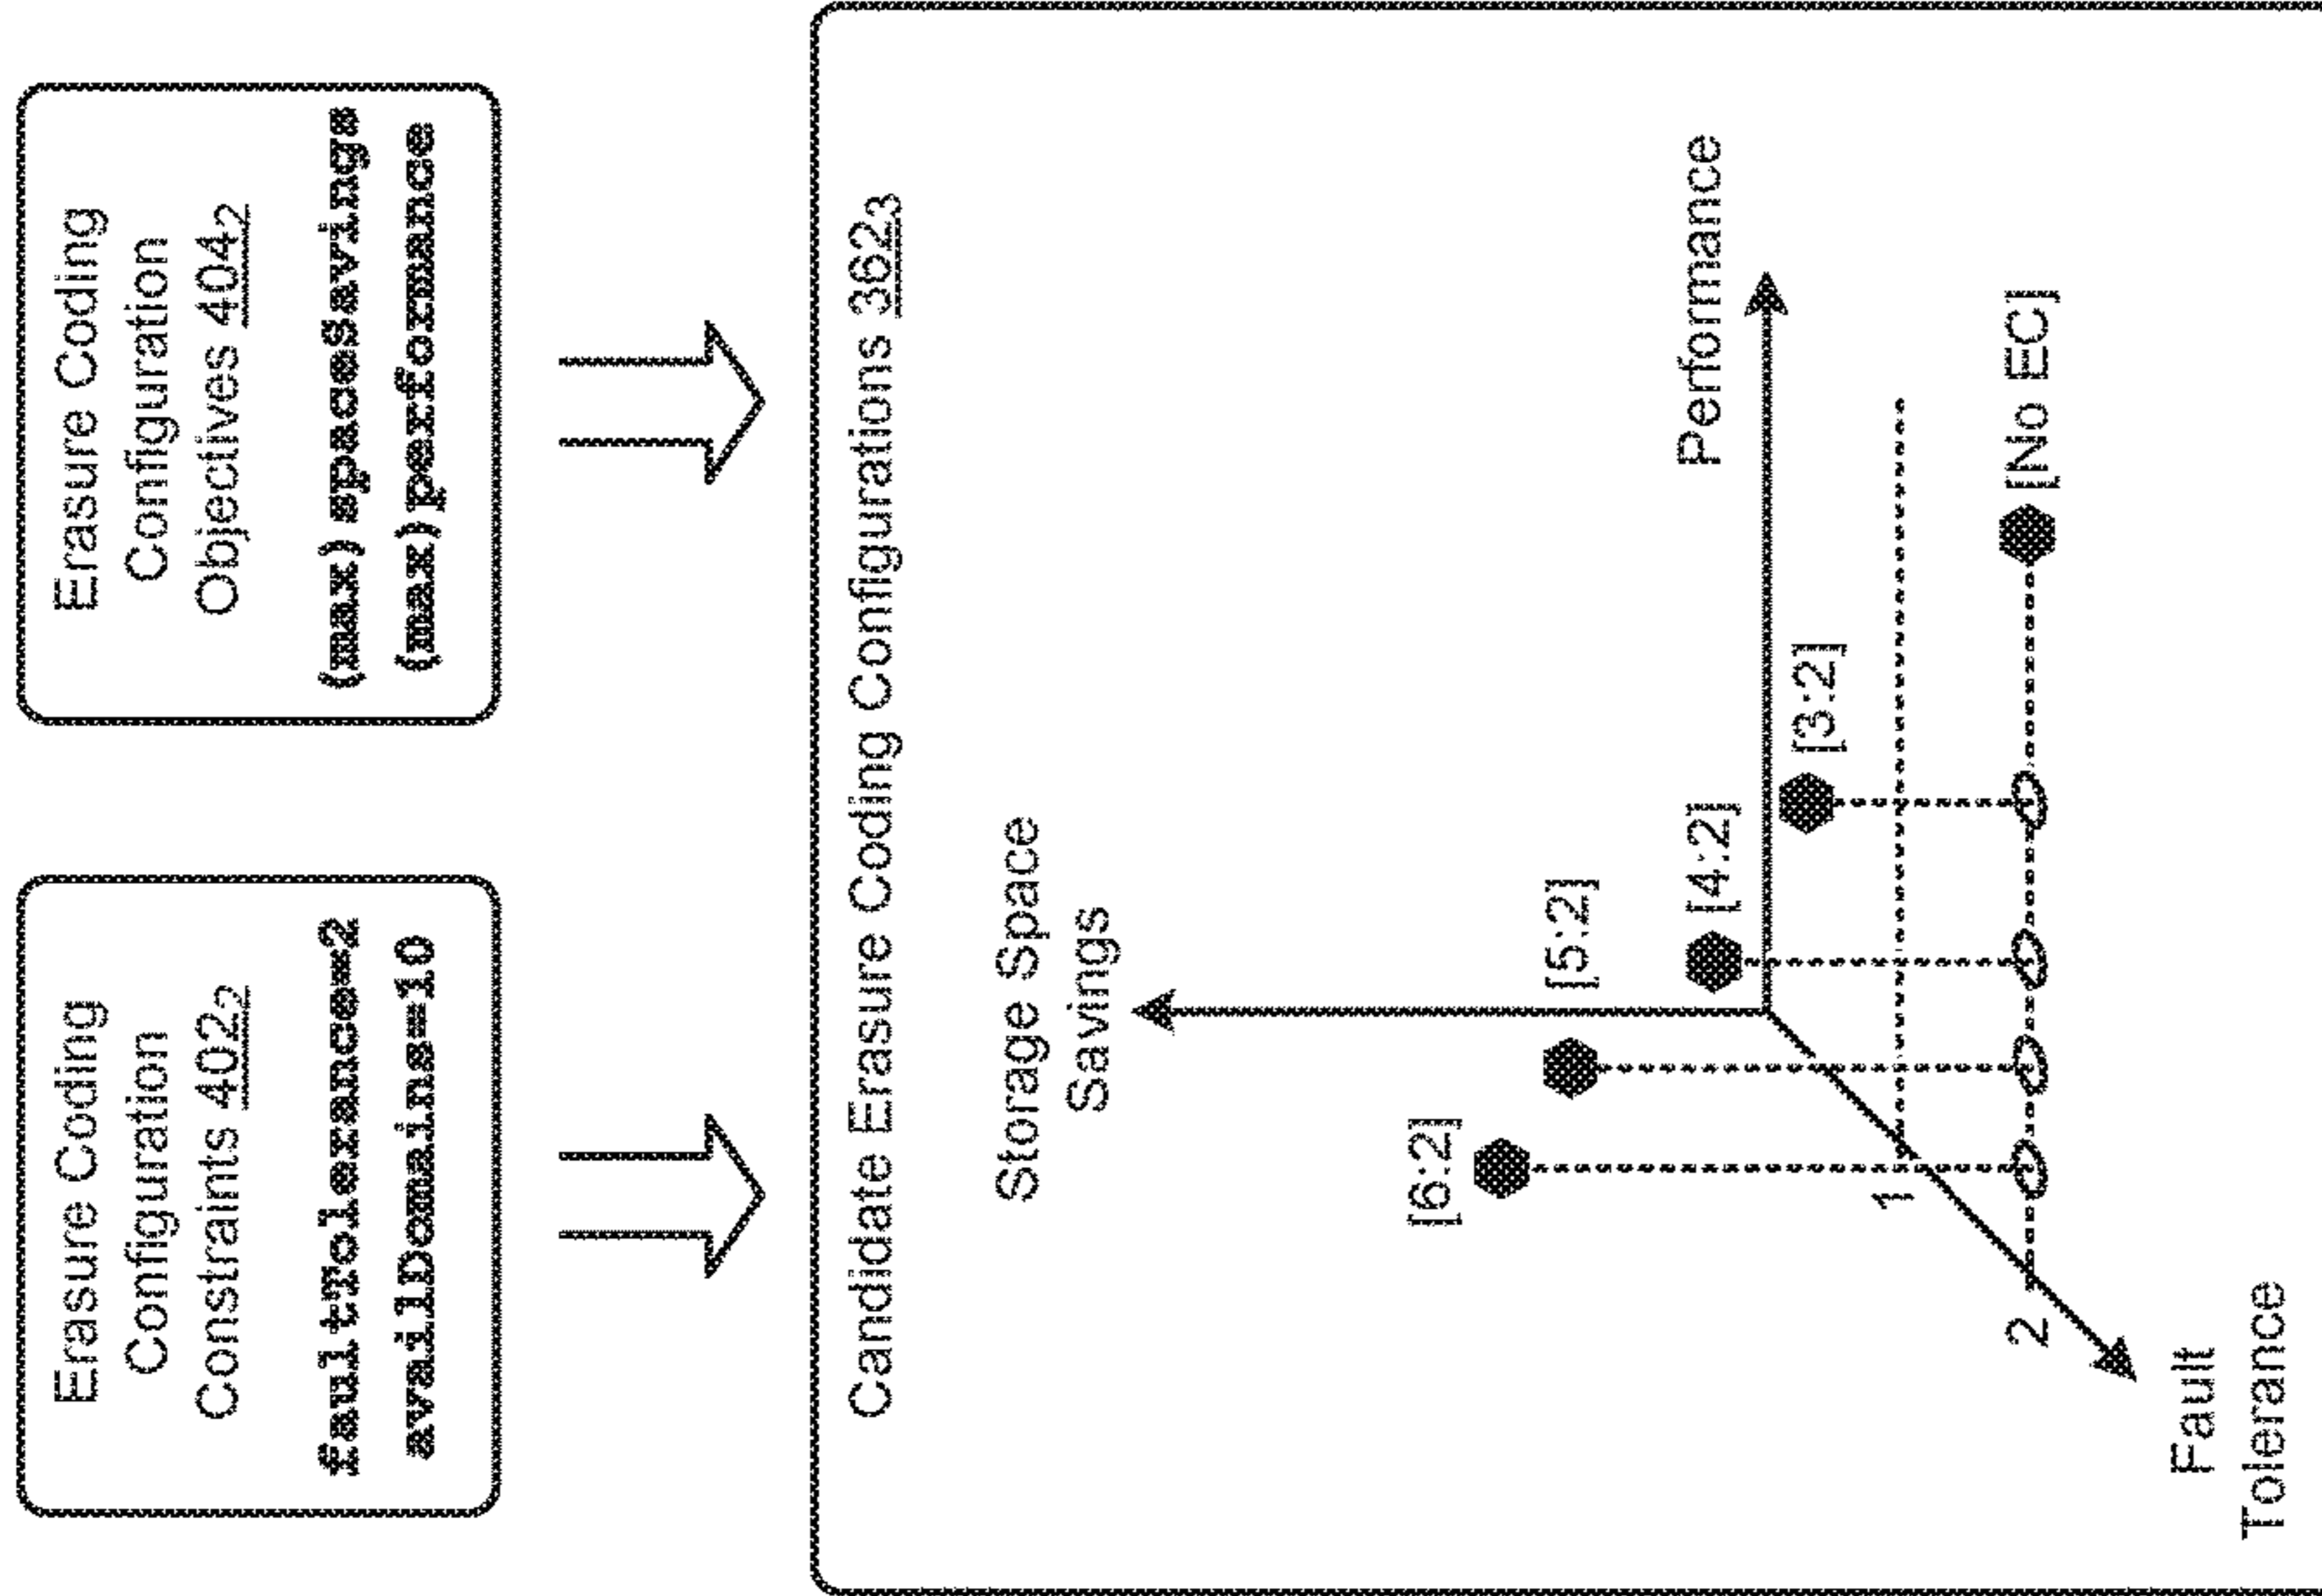 Erasure Coding
Configuration
Constraints 402₂
faultTolerance=2
availDomains=10
Erasure Coding
Configuration
Objectives 404₂
(max)spaceSavings
(max)performance
Candidate Erasure Coding Configurations 362₃
Storage Space
Savings
[6:2]
[5:2]
[4:2]
Performance
[3:2]
1
2
[No EC]
Fault
Tolerance